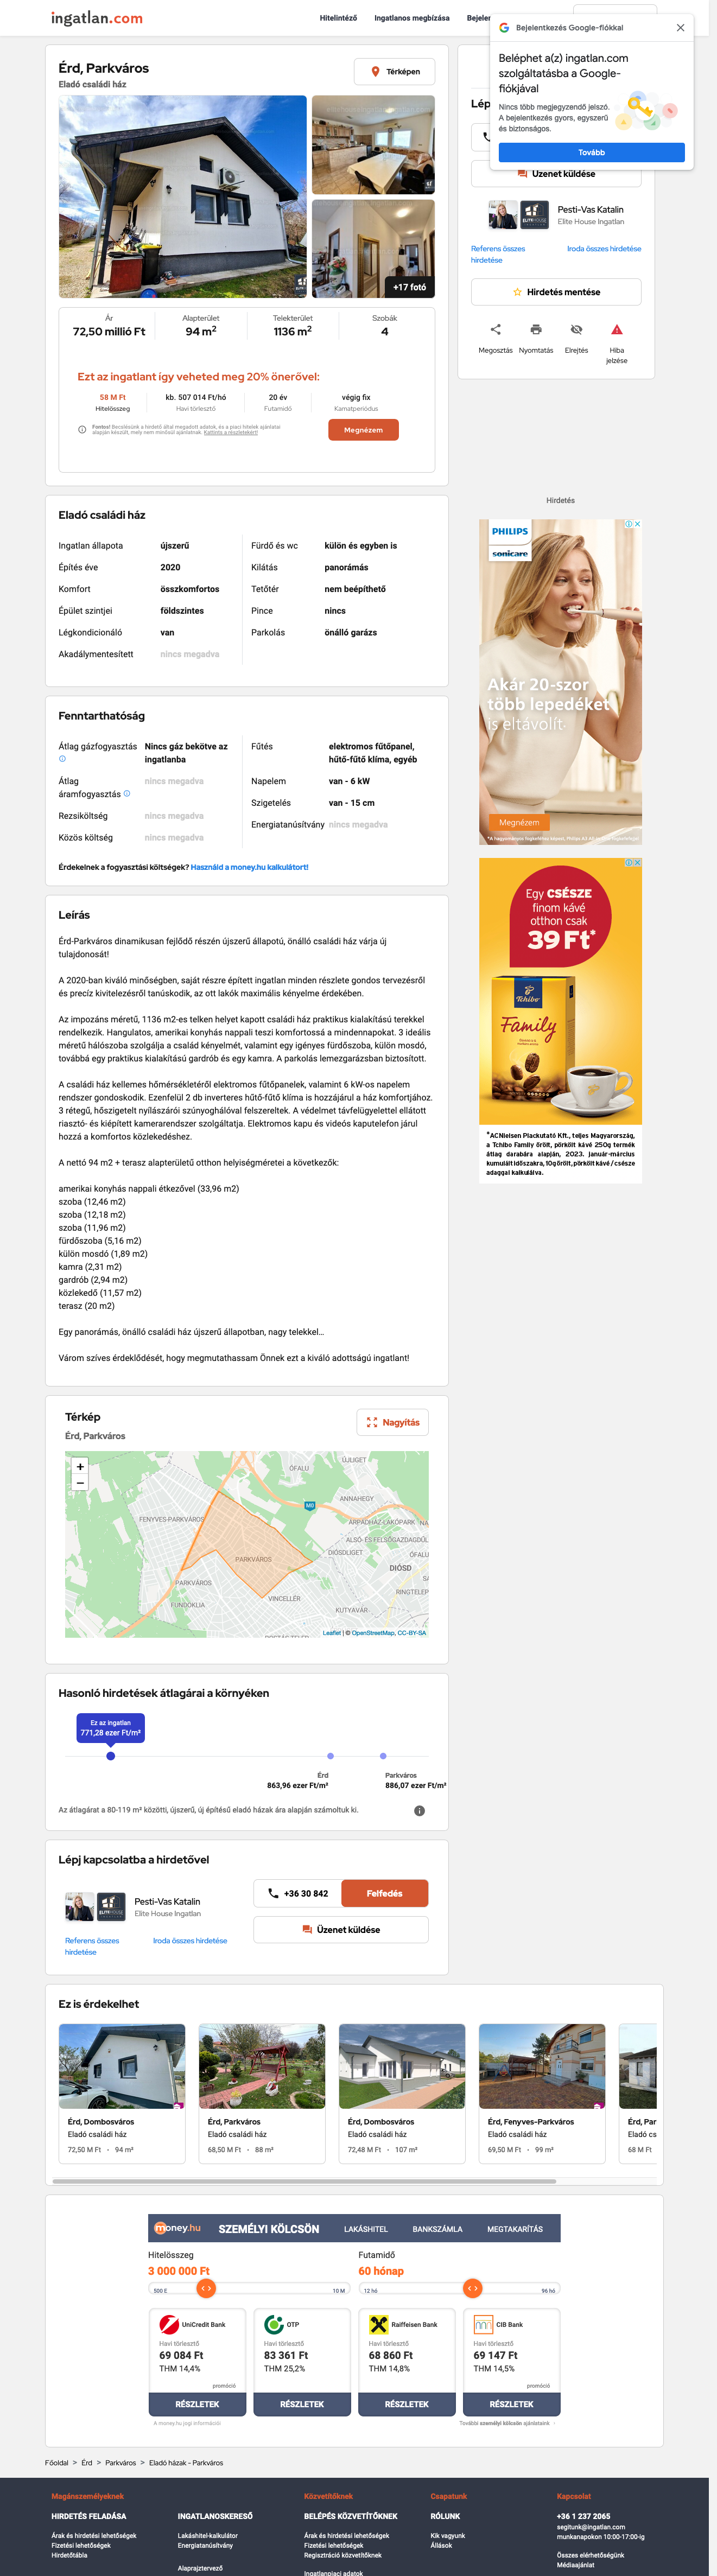 ingatlan.com
Hitelintéző Ingatlanos megbízása
Bejelentkezés Google-fiókkal
Beléphet a(z) ingatlan.com
szolgáltatásba a Google-
fiókjával
Nincs több megjegyzendő jelszó.
A bejelentkezés gyors, egyszerű
és biztonságos.
Tovább
Érd, Parkváros
Eladó családi ház
Térképen
+17 fotó
Ár Alapterület Telekterület Szobák
72,50 millió Ft 94 m2 1136 m2 4
Ezt az ingatlant így veheted meg 20% önerővel:
58 M Ft kb. 507 014 Ft/hó 20 év végig fix
Hitelösszeg Havi törlesztő Futamidő Kamatperiódus
Fontos! Becslésünk a hirdető által megadott adatok, és a piaci hitelek ajánlatai
alapján készült, mely nem minősül ajánlatnak. Kattints a részletekért!
Megnézem
Üzenet küldése
Pesti-Vas Katalin
Elite House Ingatlan
Referens összes
hirdetése
Iroda összes hirdetése
Hirdetés mentése
Megosztás Nyomtatás Elrejtés Hiba
jelzése
Eladó családi ház
Ingatlan állapota újszerű
Építés éve 2020
Komfort összkomfortos
Épület szintjei földszintes
Légkondicionáló van
Akadálymentesített nincs megadva
Fürdő és wc külön és egyben is
Kilátás panorámás
Tetőtér nem beépíthető
Pince nincs
Parkolás önálló garázs
Hirdetés
PHILIPS
sonicare
Akár 20-szor
több lepedéket
is eltávolít*
Megnézem
Fenntarthatóság
Átlag gázfogyasztás Nincs gáz bekötve az
ingatlanba
Átlag
áramfogyasztás nincs megadva
Rezsiköltség nincs megadva
Közös költség nincs megadva
Fűtés elektromos fűtőpanel,
hűtő-fűtő klíma, egyéb
Napelem van - 6 kW
Szigetelés van - 15 cm
Energiatanúsítvány nincs megadva
Érdekelnek a fogyasztási költségek? Használd a money.hu kalkulátort!
Egy CSÉSZE
finom kávé
otthon csak
39 Ft*
Tchibo
Family
*ACNielsen Piackutató Kft., teljes Magyarország,
a Tchibo Family őrölt, pörkölt kávé 250g termék
átlag darabára alapján, 2023. január-március
kumulált időszakra, 10g őrölt, pörkölt kávé / csésze
adaggal kalkulálva.
Leírás
Érd-Parkváros dinamikusan fejlődő részén új szerű állapotú, önálló családi ház várja új
tulajdonosát!
A 2020-ban kiváló minőségben, saját részre épített ingatlan minden részlete gondos tervezésről
és precíz kivitelezésről tanúskodik, az ott lakók maximális kényelme érdekében.
Az impozáns méretű, 1136 m2-es telken helyet kapott családi ház praktikus kialakítású terekkel
rendelkezik. Hangulatos, amerikai konyhás nappali teszi komfortossá a mindennapokat. 3 ideális
méretű hálószoba szolgálja a család kényelmét, valamint egy igényes fürdőszoba, külön mosdó,
továbbá egy praktikus kialakítású gardrób és egy kamra. A parkolás lemezgarázsban biztosított.
A családi ház kellemes hőmérsékletéről elektromos fűtőpanelek, valamint 6 kW-os napelem
rendszer gondoskodik. Ezenfelül 2 db inverteres hűtő-fűtő klíma is hozzájárul a ház komfortjához.
3 rétegű, hőszigetelt nyílászárói szúnyoghálóval felszereltek. A védelmet távfelügyelettel ellátott
riasztó- és kiépített kamerarendszer szolgáltatja. Elektromos kapu és videós kaputelefon járul
hozzá a komfortos közlekedéshez.
A nettó 94 m2 + terasz alapterületű otthon helyiségméretei a következők:
amerikai konyhás nappali étkezővel (33,96 m2)
szoba (12,46 m2)
szoba (12,18 m2)
szoba (11,96 m2)
fürdőszoba (5,16 m2)
külön mosdó (1,89 m2)
kamra (2,31 m2)
gardrób (2,94 m2)
közlekedő (11,57 m2)
terasz (20 m2)
Egy panorámás, önálló családi ház újszerű állapotban, nagy telekkel...
Várom szíves érdeklődését, hogy megmutathassam Önnek ezt a kiváló adottságú ingatlant!
Térkép
Érd, Parkváros
Nagyítás
+
−
ÚJLIGET
ÓFALU
M0
ANNAHEGY
FENYVES-PARKVÁROS
ÁRPÁDHÁZ-LAKÓPARK
ALSÓ- ÉS FELSŐGAZDAGDŰL
DIÓSDLIGET ÓFALU
PARKVÁROS
DIÓSD
PARKVÁROS
RINGTELEP
VINCELLÉR
FUNDOKLIA
KUTYAVÁR
Leaflet | © OpenStreetMap, CC-BY-SA
Hasonló hirdetések átlagárai a környéken
Ez az ingatlan
771,28 ezer Ft/m²
Érd Parkváros
863,96 ezer Ft/m² 886,07 ezer Ft/m²
Az átlagárat a 80-119 m² közötti, újszerű, új építésű eladó házak ára alapján számoltuk ki.
Lépj kapcsolatba a hirdetővel
Pesti-Vas Katalin
Elite House Ingatlan
Referens összes
hirdetése
Iroda összes hirdetése
+36 30 842 Felfedés
Üzenet küldése
Ez is érdekelhet
Érd, Dombosváros
Eladó családi ház
72,50 M Ft • 94 m²
Érd, Parkváros
Eladó családi ház
68,50 M Ft • 88 m²
Érd, Dombosváros
Eladó családi ház
72,48 M Ft • 107 m²
Érd, Fenyves-Parkváros
Eladó családi ház
69,50 M Ft • 99 m²
Érd, Par
Eladó cs
68 M Ft
money.hu SZEMÉLYI KÖLCSÖN LAKÁSHITEL BANKSZÁMLA MEGTAKARÍTÁS
Hitelösszeg Futamidő
3 000 000 Ft 60 hónap
500 E 10 M 12 hó 96 hó
UniCredit Bank
Havi törlesztő
69 084 Ft
THM 14,4%
promóció
RÉSZLETEK
OTP
Havi törlesztő
83 361 Ft
THM 25,2%
RÉSZLETEK
Raiffeisen Bank
Havi törlesztő
68 860 Ft
THM 14,8%
RÉSZLETEK
CIB Bank
Havi törlesztő
69 147 Ft
THM 14,5%
promóció
RÉSZLETEK
A money.hu jogi információi
További személyi kölcsön ajánlataink
Főoldal > Érd > Parkváros > Eladó házak - Parkváros
Magánszemélyeknek
HIRDETÉS FELADÁSA
Árak és hirdetési lehetőségek
Fizetési lehetőségek
Hirdetőtábla
INGATLANOSKERESŐ
Lakáshitel-kalkulátor
Energiatanúsítvány
Alaprajztervező
Közvetítőknek
BELÉPÉS KÖZVETÍTŐKNEK
Árak és hirdetési lehetőségek
Fizetési lehetőségek
Regisztráció közvetítőknek
Ingatlanpiaci adatok
Csapatunk
RÓLUNK
Kik vagyunk
Állások
Kapcsolat
+36 1 237 2065
segitunk@ingatlan.com
munkanapokon 10:00-17:00-ig
Összes elérhetőségünk
Médiaajánlat